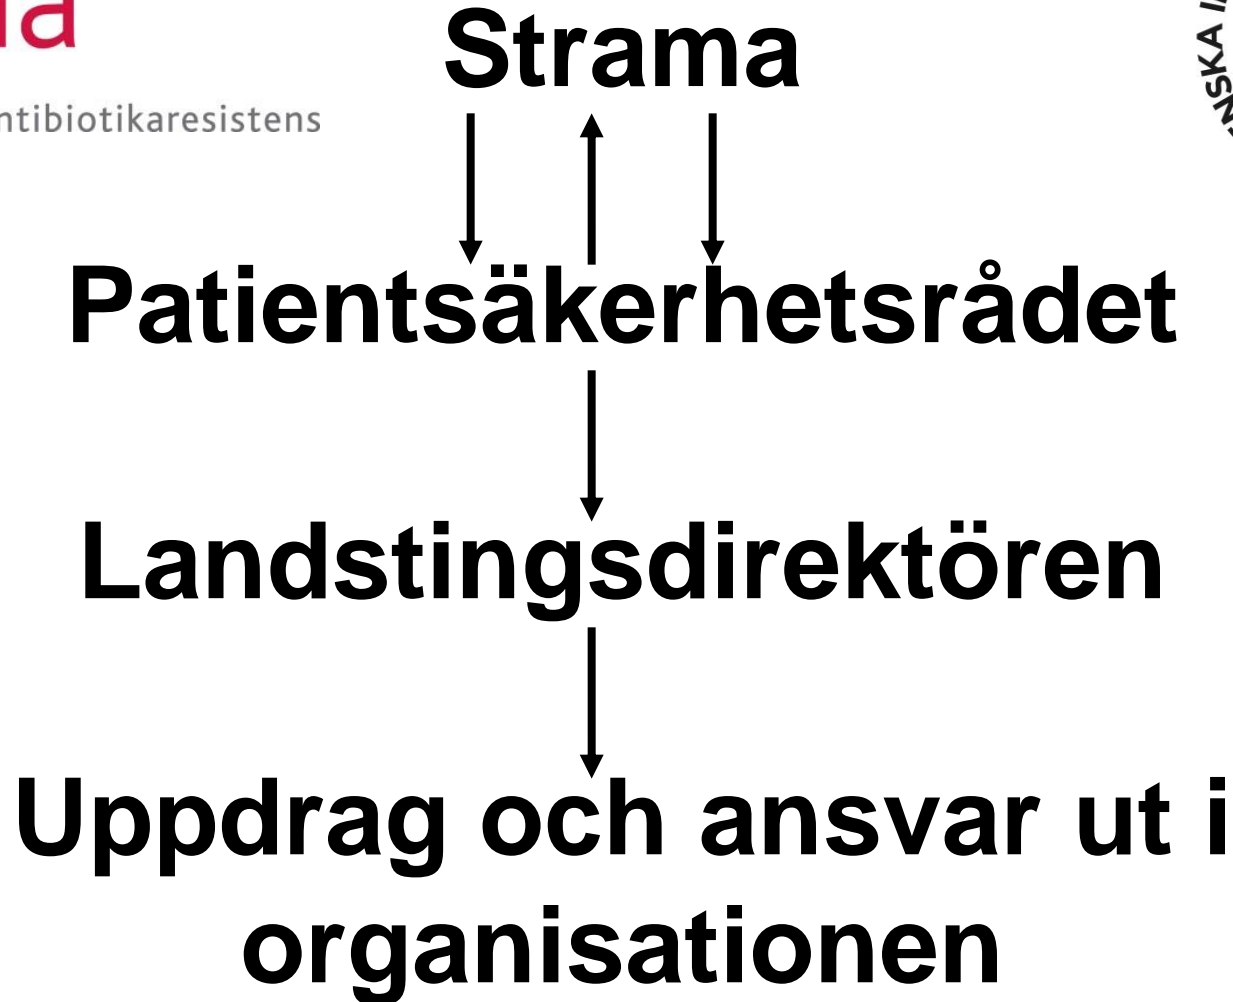 Strama
ntibiotikaresistens
Patientsäkerhetsrådet
Landstingsdirektören
Uppdrag och ansvar ut i
organisationen